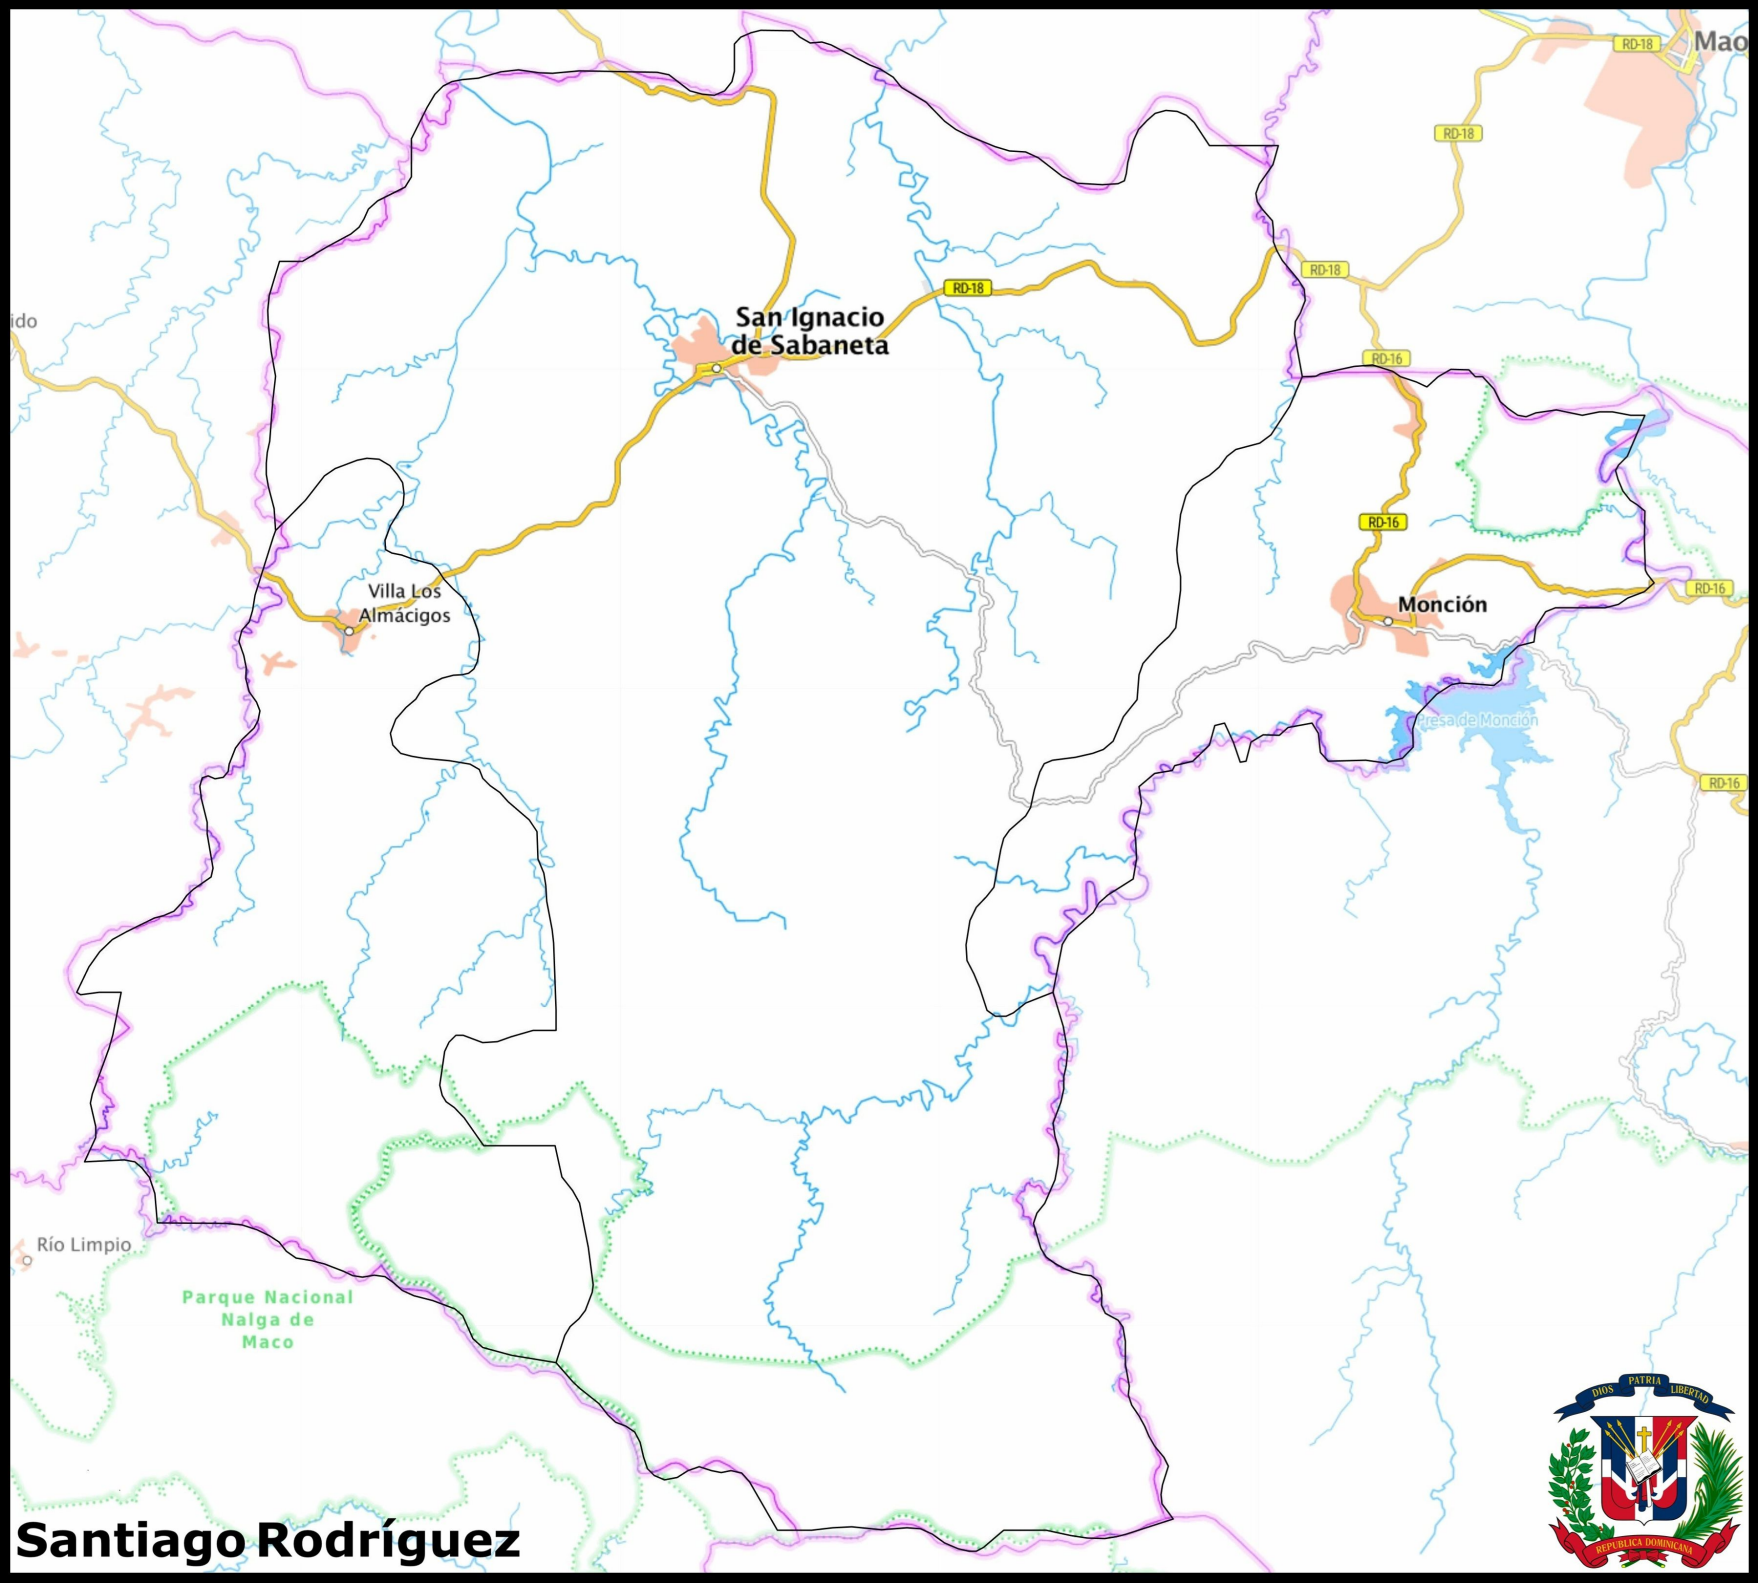 RD-18
Mao
RD-18
RD-18
RD-18
ido
San Ignacio
de Sabaneta
RD-16
RD-16
Villa Los
Almácigos
RD-16
Monción
Presa de Monción
RD-16
Río Limpio
Parque Nacional
Nalga de
Maco
DIOS PATRIA LIBERTAD
REPUBLICA DOMINICANA
Santiago Rodríguez